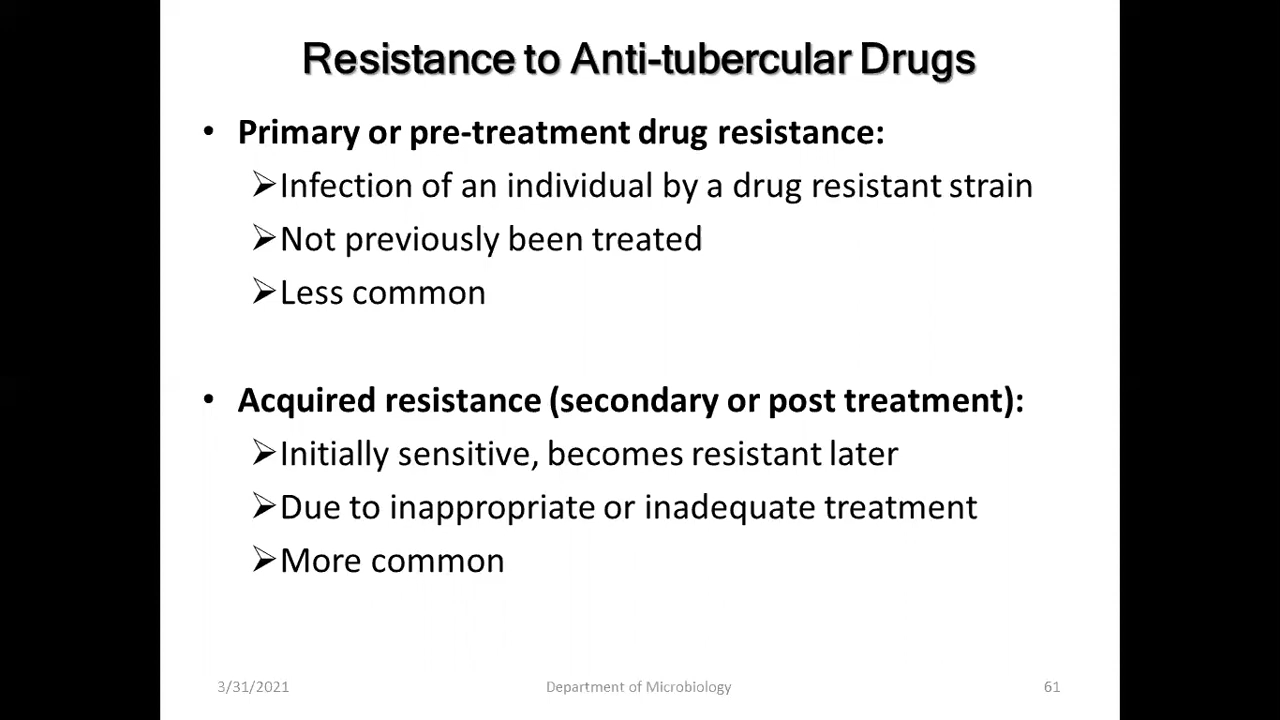 Resistance to Anti-tubercular Drugs
• Primary or pre-treatment drug resistance:
➢Infection of an individual by a drug resistant strain
➢Not previously been treated
➢Less common
• Acquired resistance (secondary or post treatment):
➢Initially sensitive, becomes resistant later
➢Due to inappropriate or inadequate treatment
➢More common
3/31/2021 Department of Microbiology 61